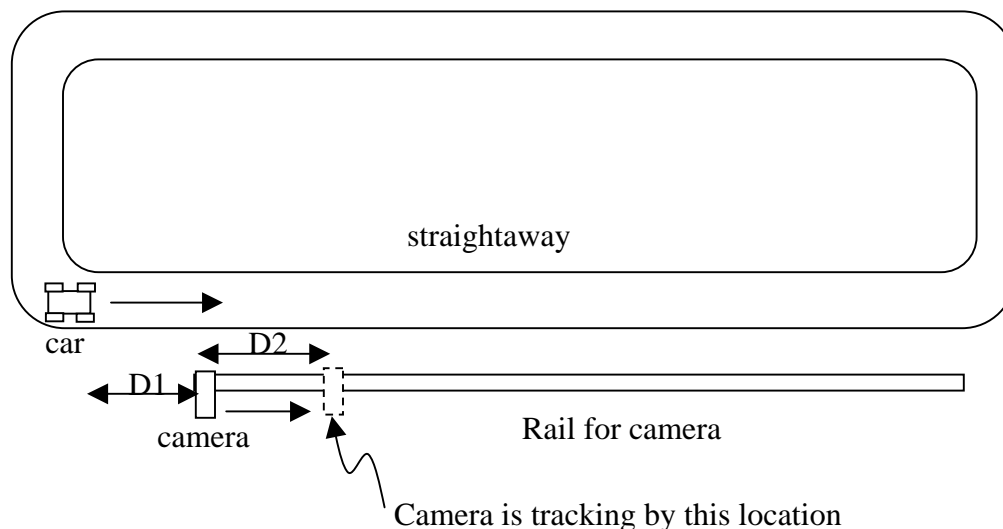 straightaway
car
D2
D1
camera
Rail for camera
Camera is tracking by this location